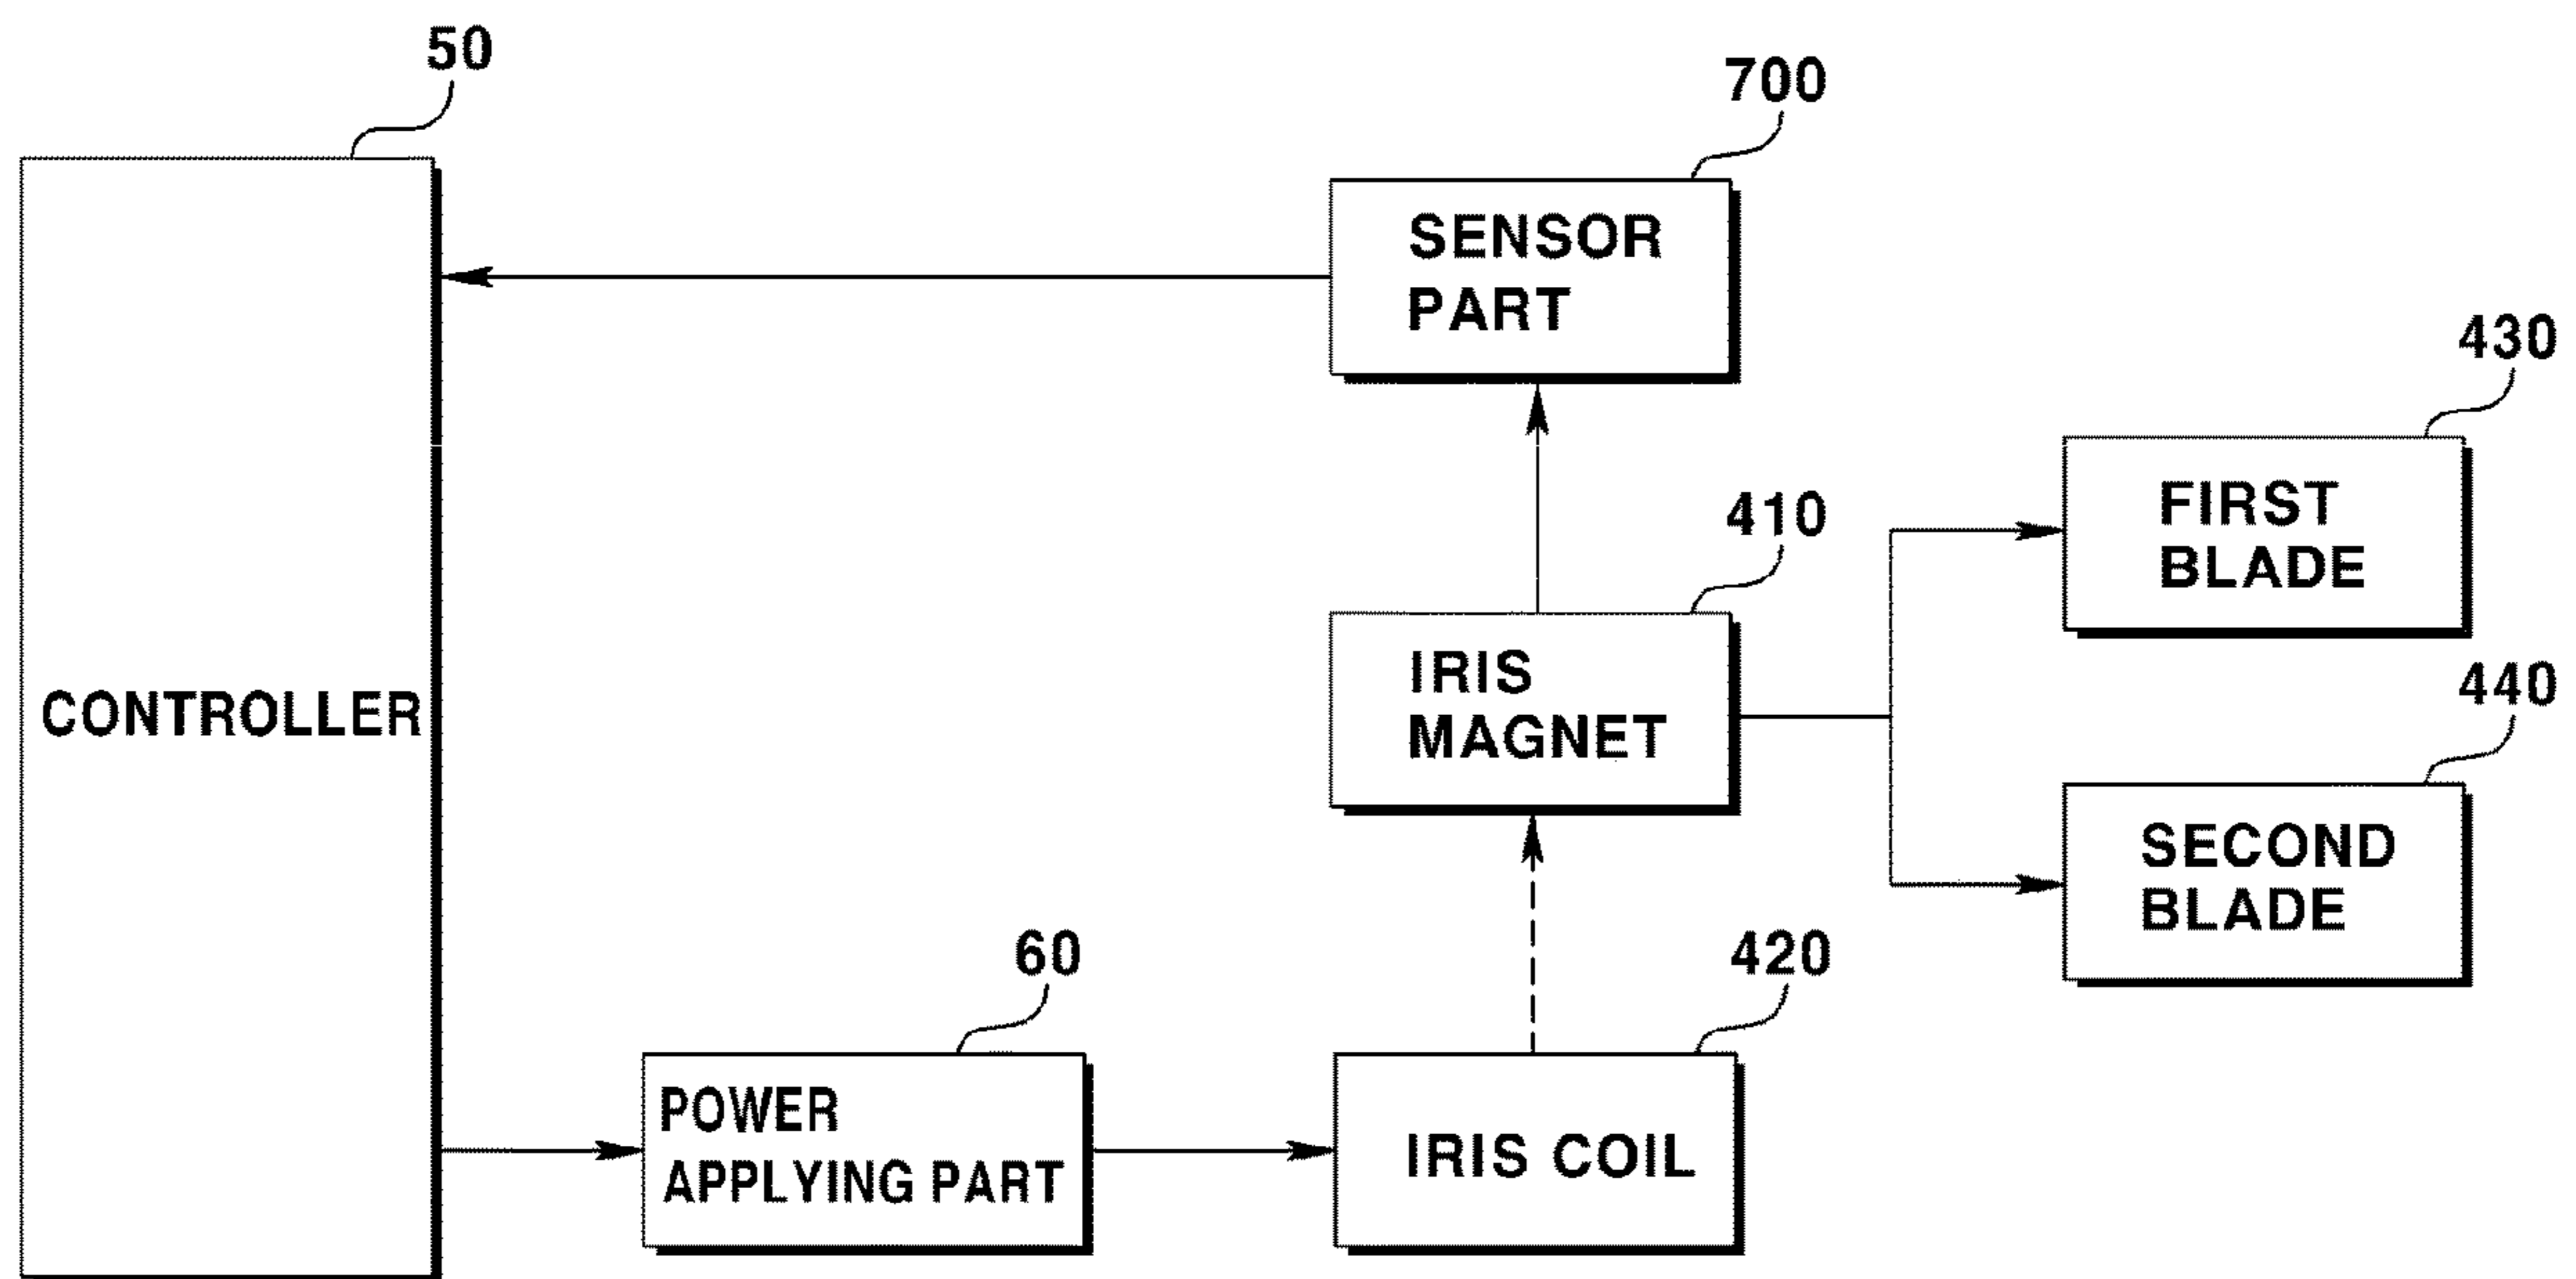 50
700
SENSOR
PART
430
FIRST
BLADE
410
IRIS
MAGNET
CONTROLLER
440
SECOND
BLADE
60
POWER
APPLYING PART
420
IRIS COIL